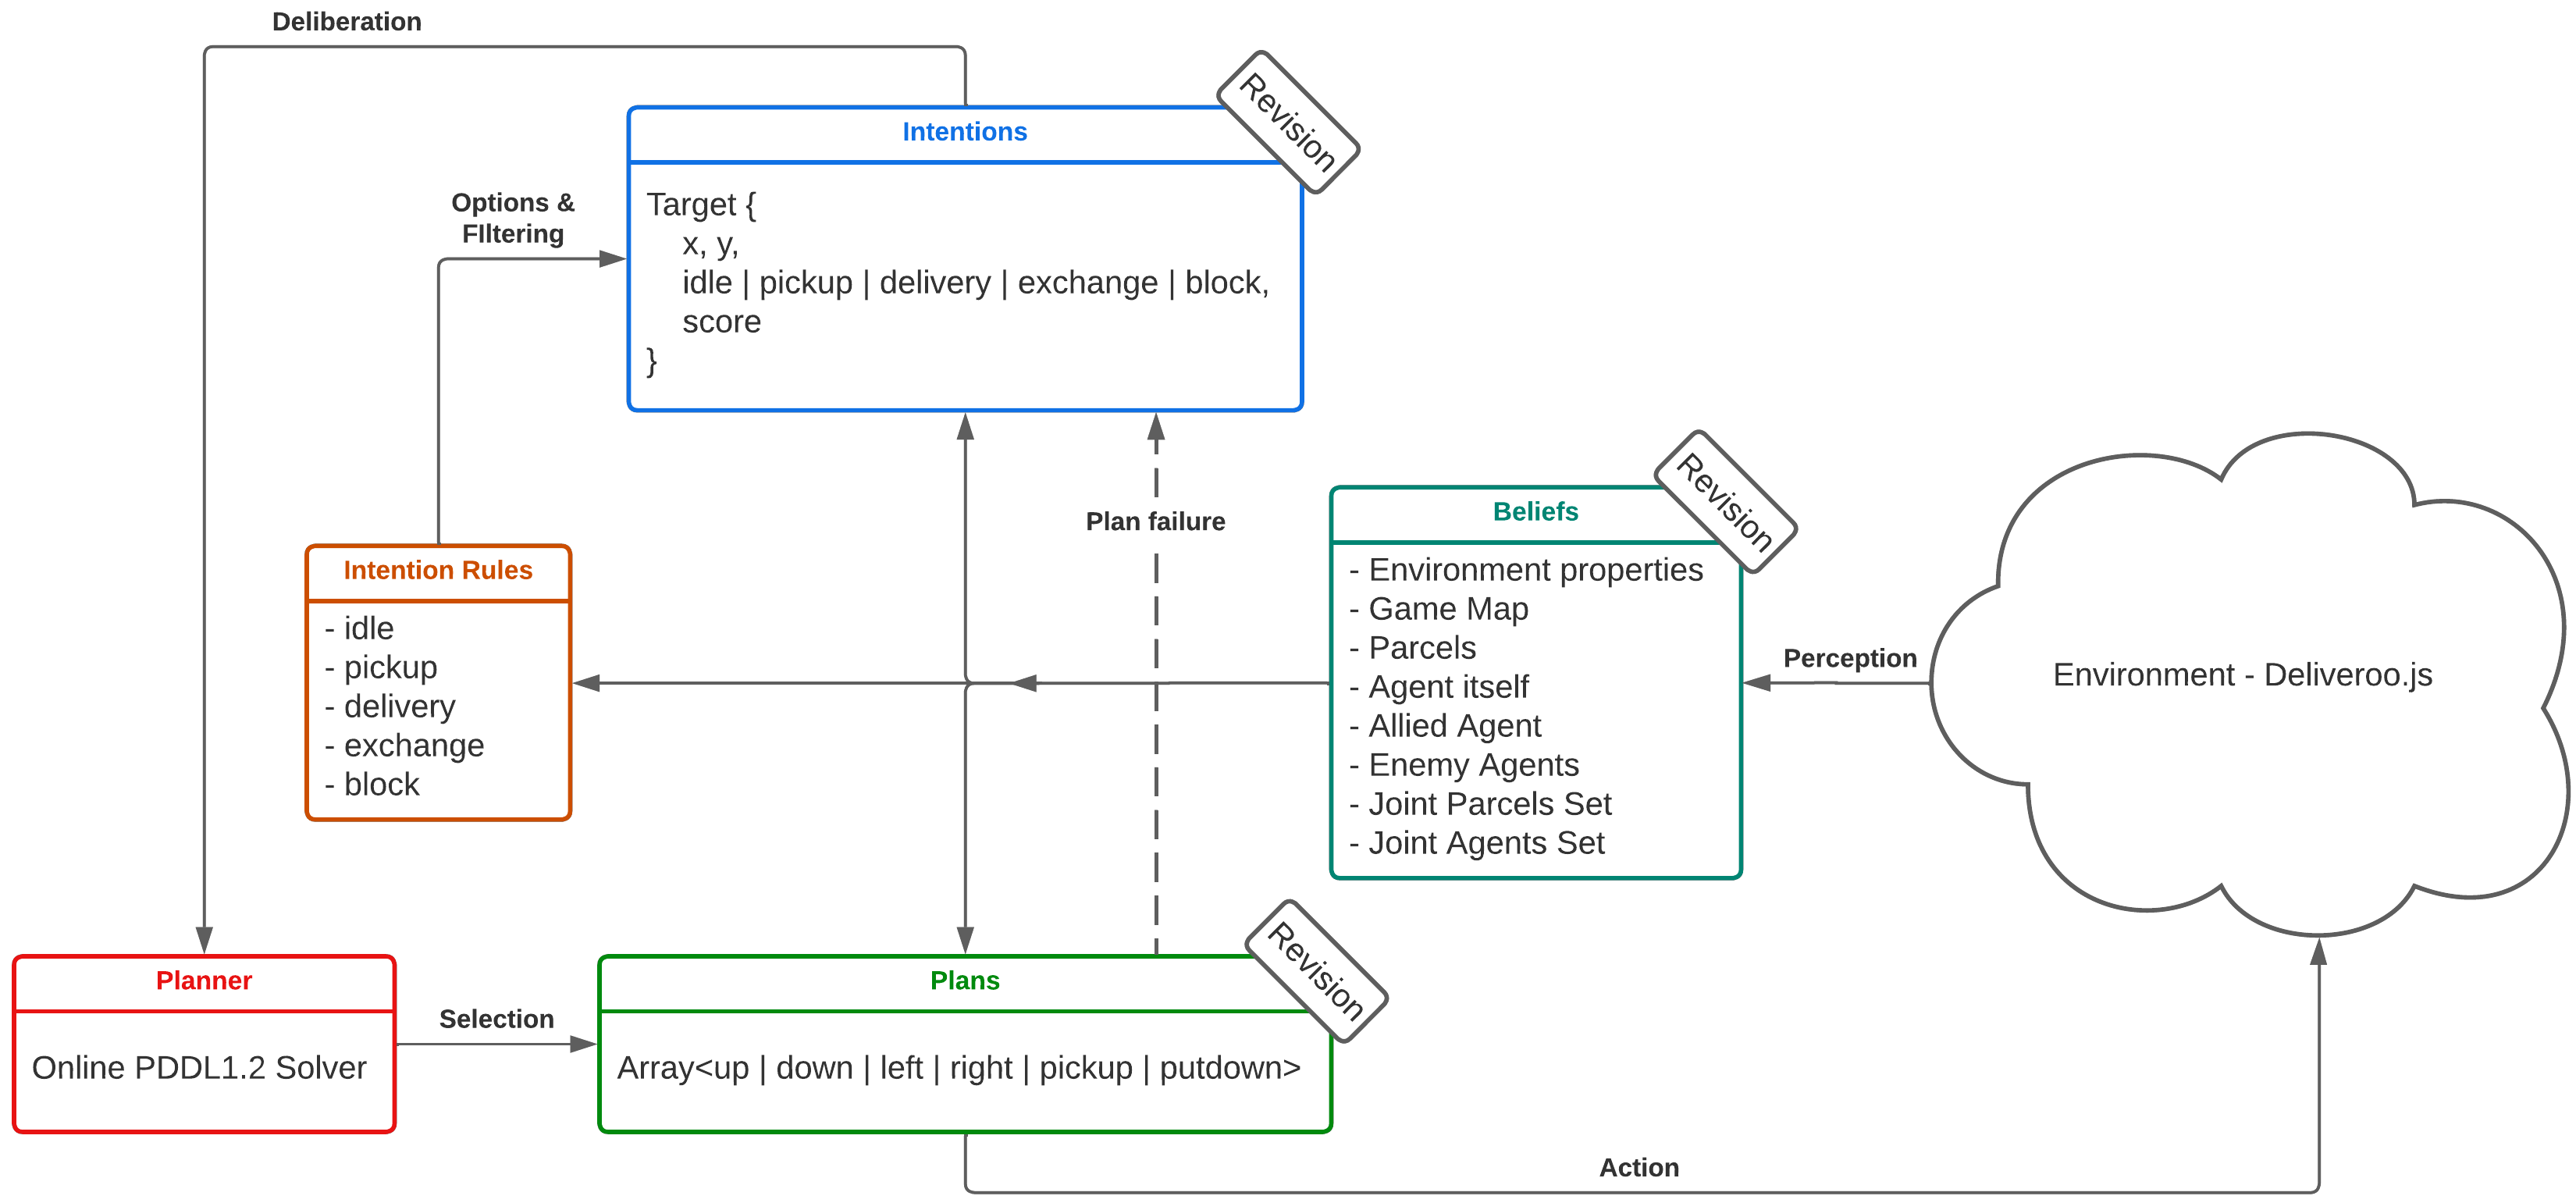 Deliberation
Revision
Intentions
Target {
x, y,
idle | pickup | delivery | exchange | block,
score
}
Options &
FIltering
Plan failure
Revision
Beliefs
- Environment properties
- Game Map
- Parcels
- Agent itself
- Allied Agent
- Enemy Agents
- Joint Parcels Set
- Joint Agents Set
Perception
Environment - Deliveroo.js
Intention Rules
- idle
- pickup
- delivery
- exchange
- block
Planner
Online PDDL1.2 Solver
Selection
Revision
Plans
Array<up | down | left | right | pickup | putdown>
Action